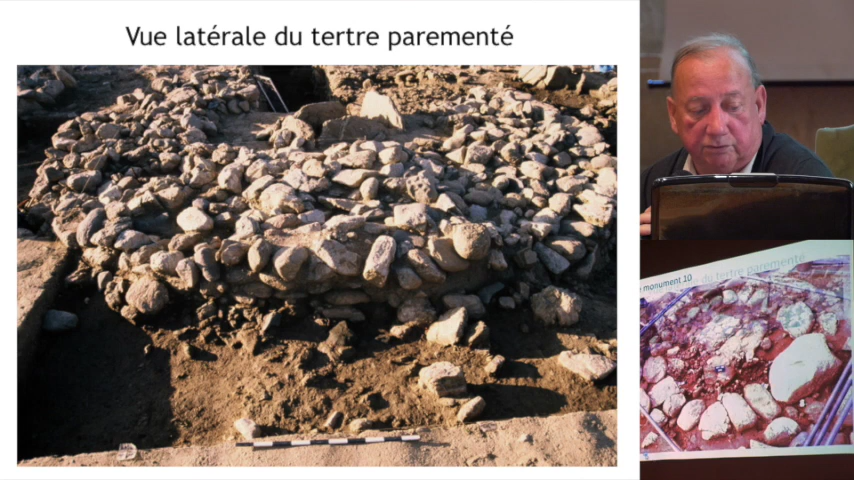 Vue latérale du tertre parementé
monument 10
du tertre parementé